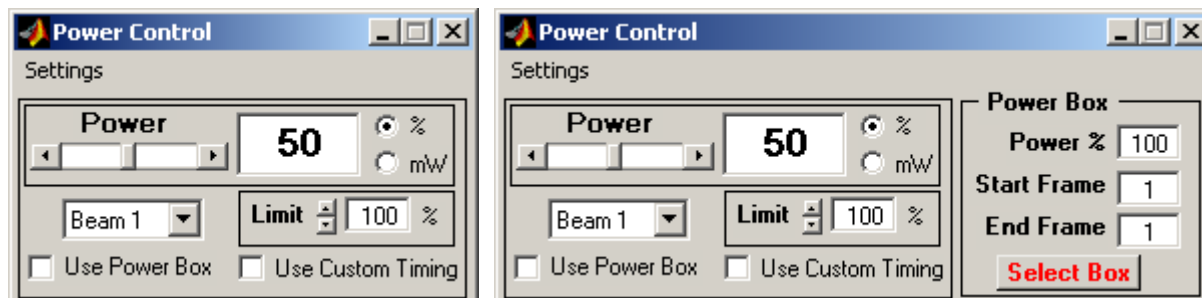 Power Control
Settings
Power
50
%
mW
Beam 1
Limit
100
%
Use Power Box
Use Custom Timing
Power Control
Settings
Power
50
%
mW
Beam 1
Limit
100
%
Use Power Box
Use Custom Timing
Power Box
Power % 100
Start Frame 1
End Frame 1
Select Box